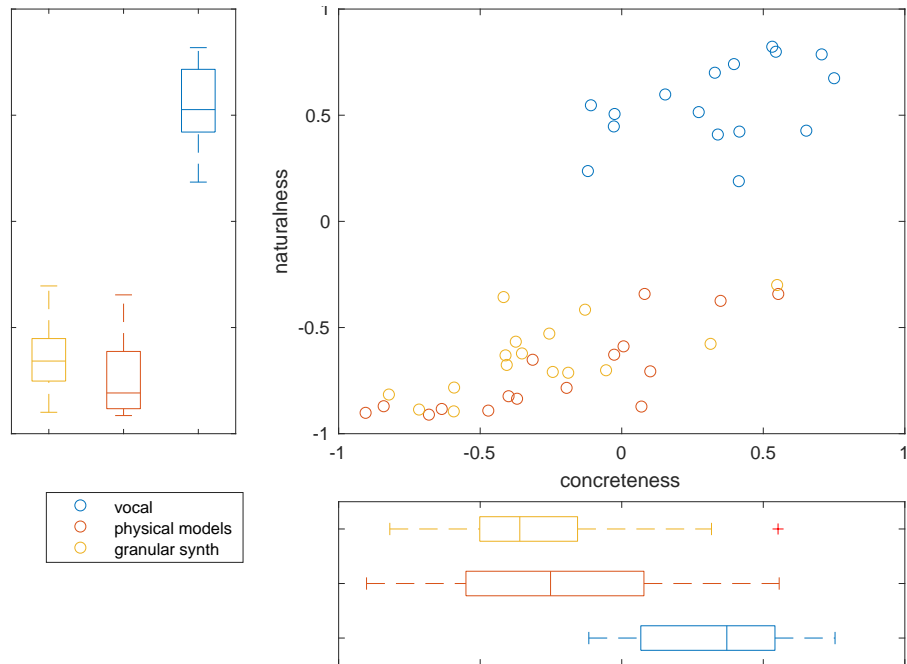 1
0.5
0
-0.5
-1
naturalness
-1
-0.5
0
0.5
1
concreteness
vocal
physical models
granular synth